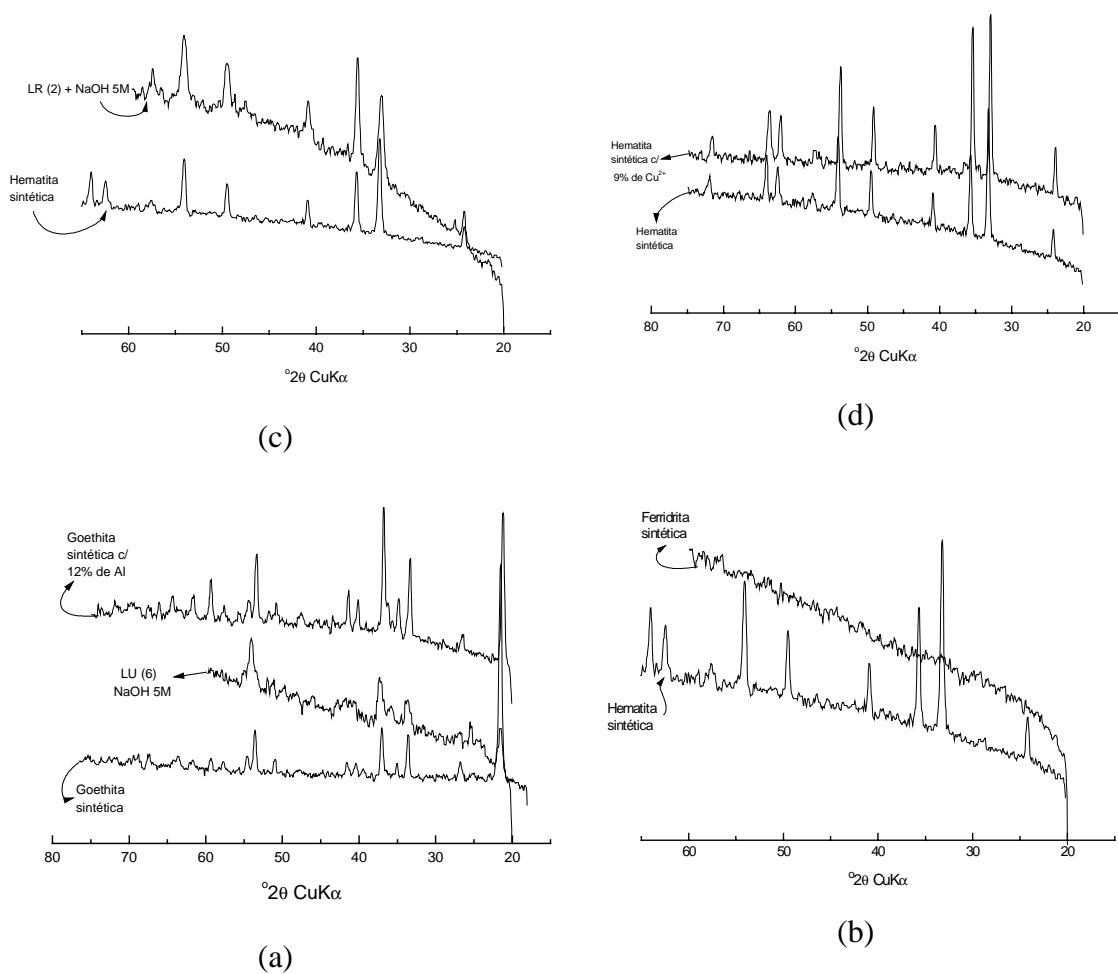 LR (2) + NaOH 5M
Hematita
sintética
60
50
40
30
20
°2θ CuKα
(c)
Hematita
sintética c/
9% de Cu²⁺
Hematita
sintética
80
70
60
50
40
30
20
°2θ CuKα
(d)
Goethita
sintética c/
12% de Al
LU (6)
NaOH 5M
Goethita
sintética
80
70
60
50
40
30
20
°2θ CuKα
(a)
Ferridrita
sintética
Hematita
sintética
60
50
40
30
20
°2θ CuKα
(b)